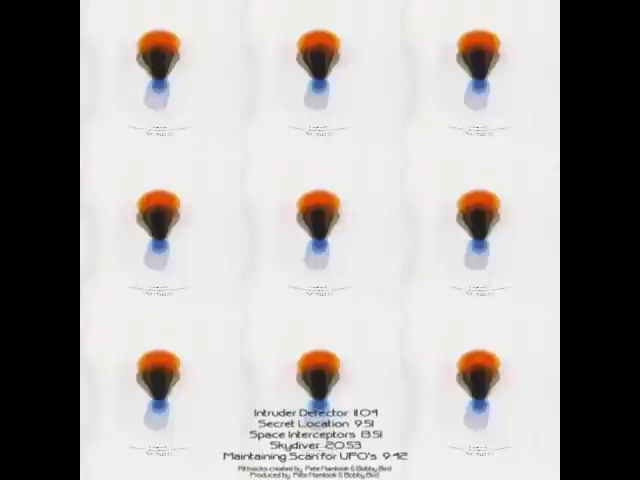 Intruder Detector 11.04
Secret Location 9.51
Space Interceptors 13.51
Skydiver 20.53
Maintaining Scan for UFO's 9.42
All tracks created by Pete Namlook & Bobby Bird
Produced by Pete Namlook & Bobby Bird